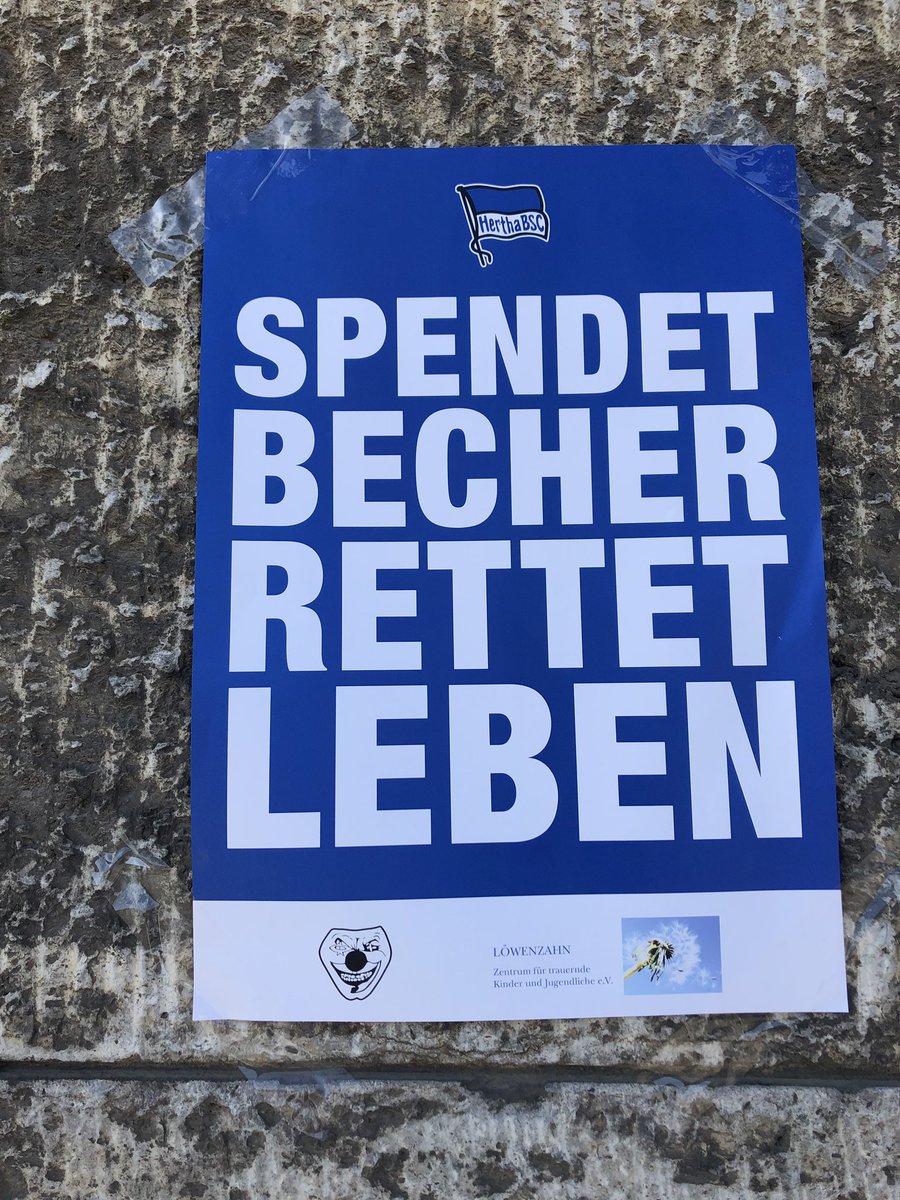 HerthaBSC
SPENDET
BECHER
RETTET
LEBEN
LÖWENZAHN
Zentrum für trauernde
Kinder und Jugendliche e.V.